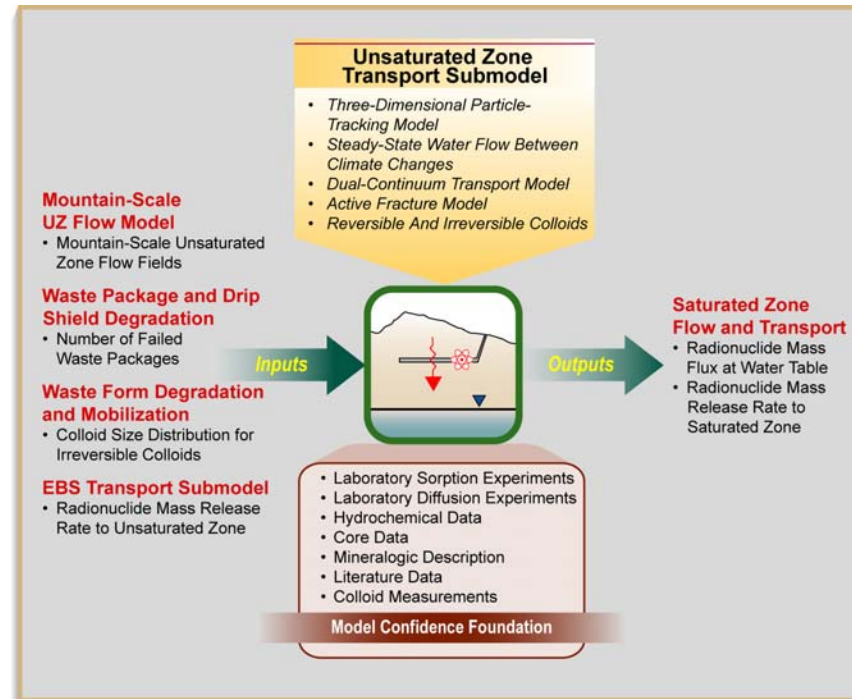 Unsaturated Zone
Transport Submodel
• Three-Dimensional Particle-
Tracking Model
• Steady-State Water Flow Between
Climate Changes
• Dual-Continuum Transport Model
• Active Fracture Model
• Reversible And Irreversible Colloids
Mountain-Scale
UZ Flow Model
• Mountain-Scale Unsaturated
Zone Flow Fields
Waste Package and Drip
Shield Degradation
• Number of Failed
Waste Packages
Waste Form Degradation
and Mobilization
• Colloid Size Distribution for
Irreversible Colloids
EBS Transport Submodel
• Radionuclide Mass Release
Rate to Unsaturated Zone
Inputs
Outputs
Saturated Zone
Flow and Transport
• Radionuclide Mass
Flux at Water Table
• Radionuclide Mass
Release Rate to
Saturated Zone
• Laboratory Sorption Experiments
• Laboratory Diffusion Experiments
• Hydrochemical Data
• Core Data
• Mineralogic Description
• Literature Data
• Colloid Measurements
Model Confidence Foundation